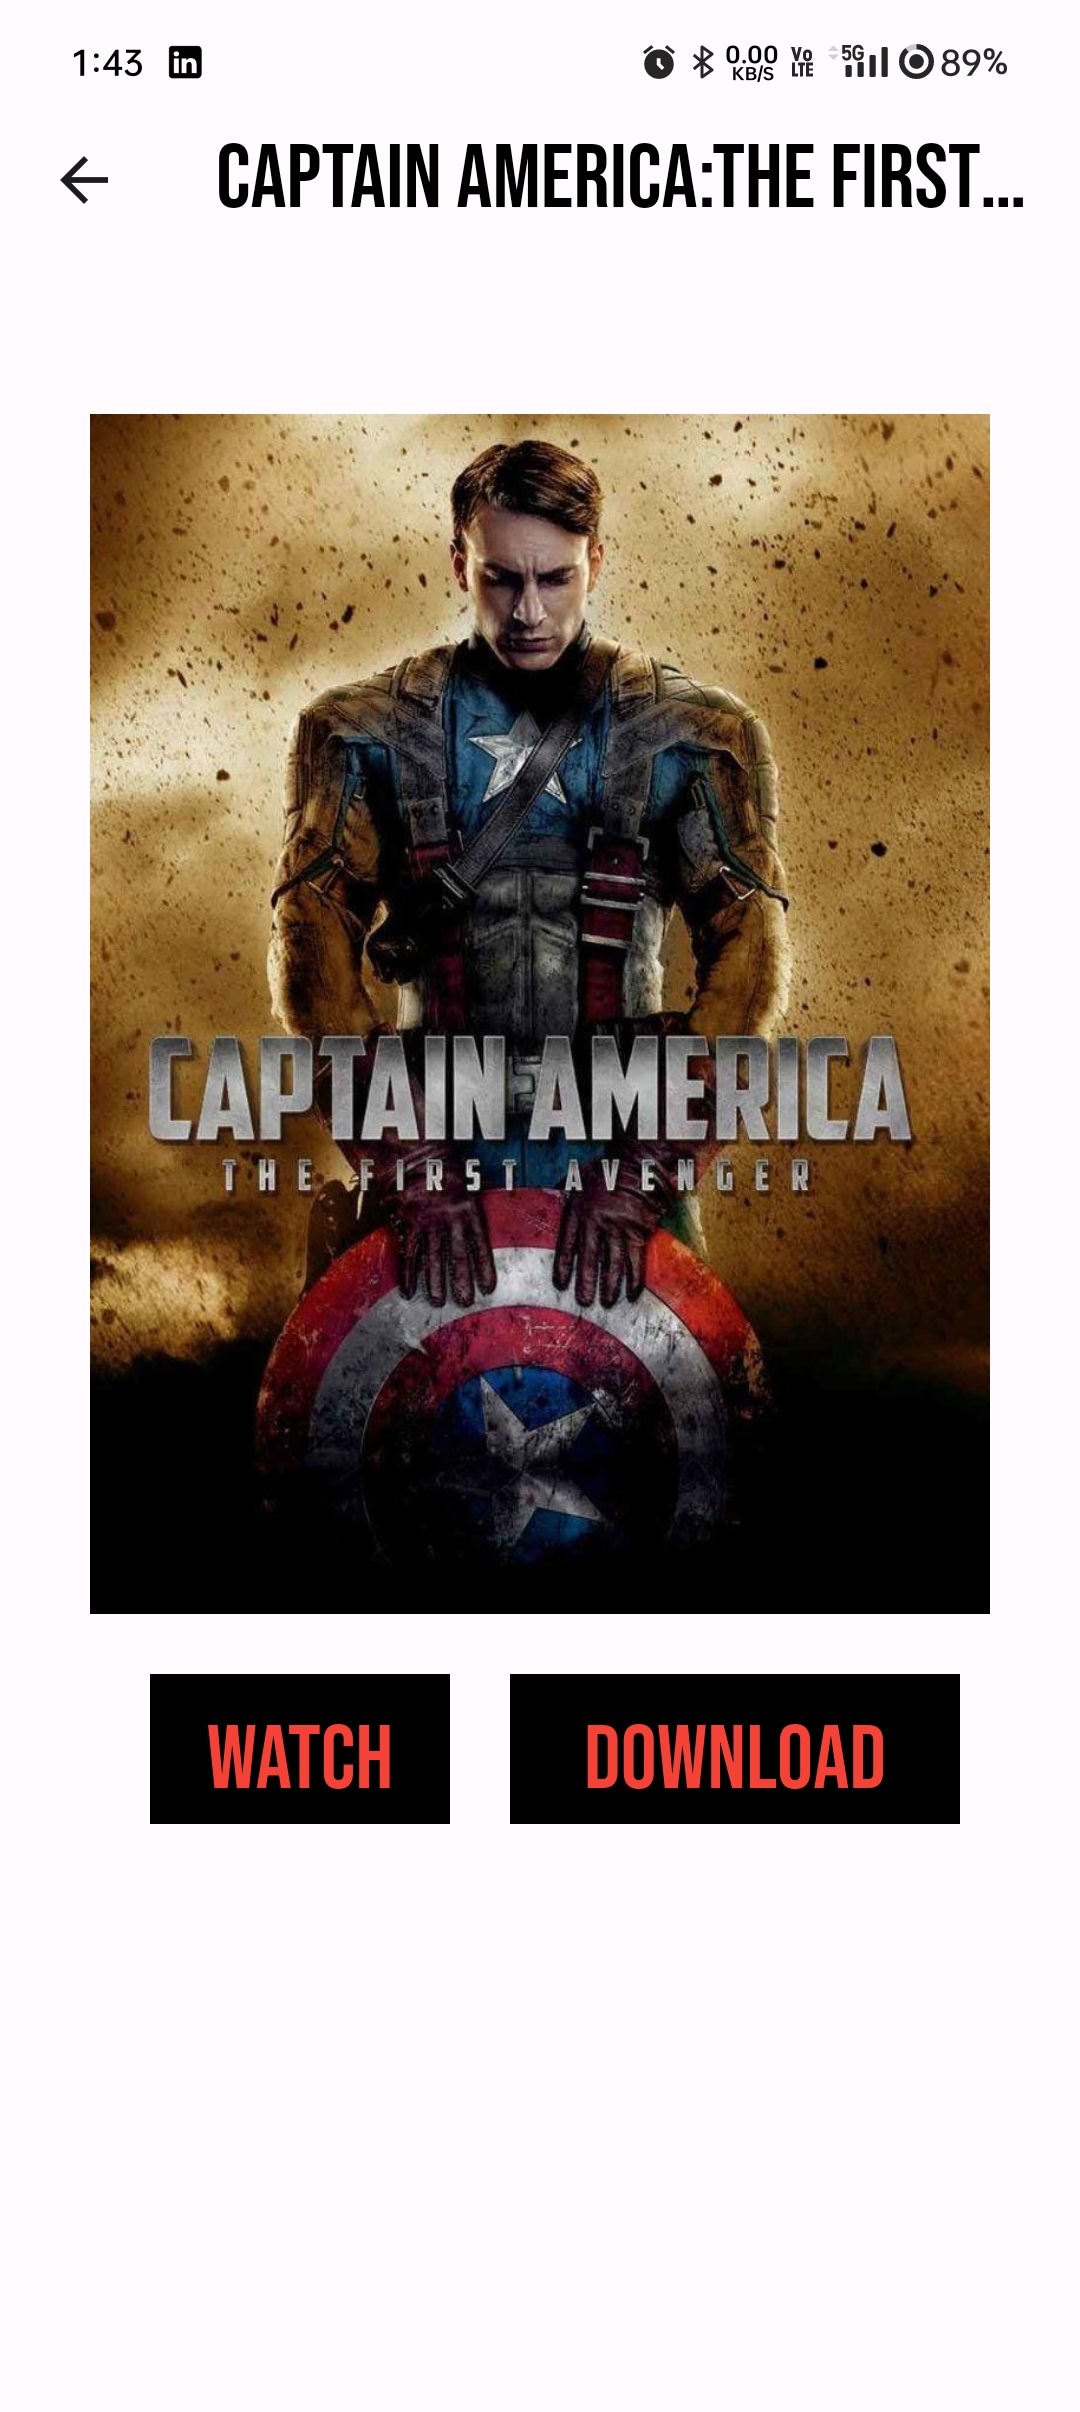 1:43 in 0.00 KB/S Vo LTE 5G 89%
CAPTAIN AMERICA:THE FIRST...
CAPTAIN AMERICA
THE FIRST AVENGER
WATCH DOWNLOAD